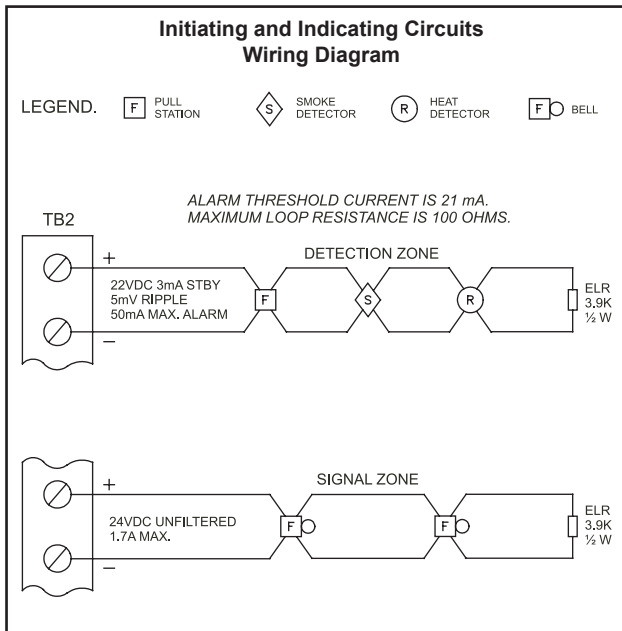 Initiating and Indicating Circuits
Wiring Diagram
LEGEND.
F PULL
STATION
S SMOKE
DETECTOR
R HEAT
DETECTOR
F BELL
ALARM THRESHOLD CURRENT IS 21 mA.
MAXIMUM LOOP RESISTANCE IS 100 OHMS.
TB2
DETECTION ZONE
+
22VDC 3mA STBY
5mV RIPPLE
50mA MAX. ALARM
–
F
S
R
ELR
3.9K
½ W
SIGNAL ZONE
+
24VDC UNFILTERED
1.7A MAX.
–
F
F
ELR
3.9K
½ W